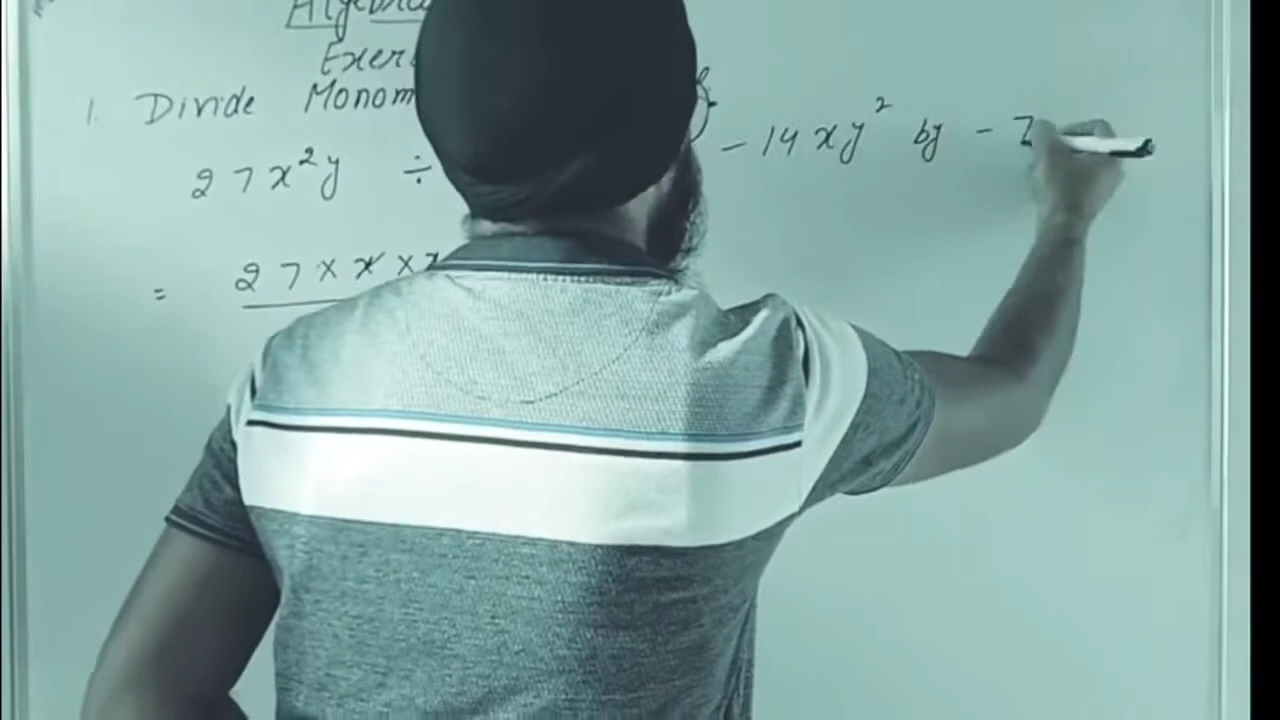 Algebra
Exer
1. Divide Monom
27x²y ÷
= 27 × x ×
- 14xy² by - 7